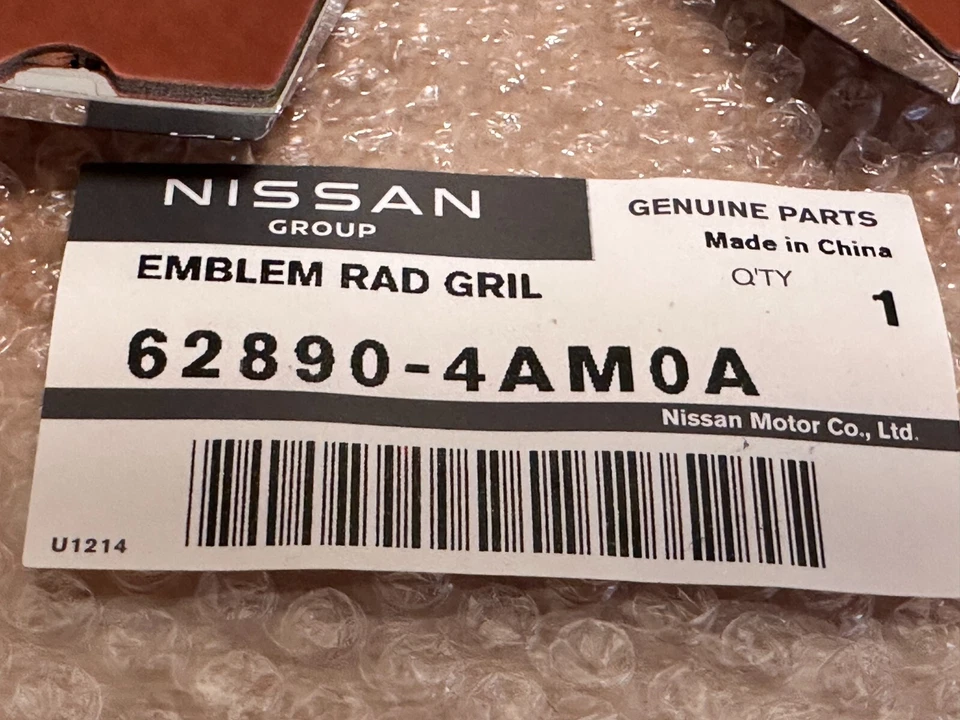 NISSAN
GROUP
GENUINE PARTS
Made in China
EMBLEM RAD GRIL
Q'TY
1
62890-4AM0A
Nissan Motor Co., Ltd.
U1214